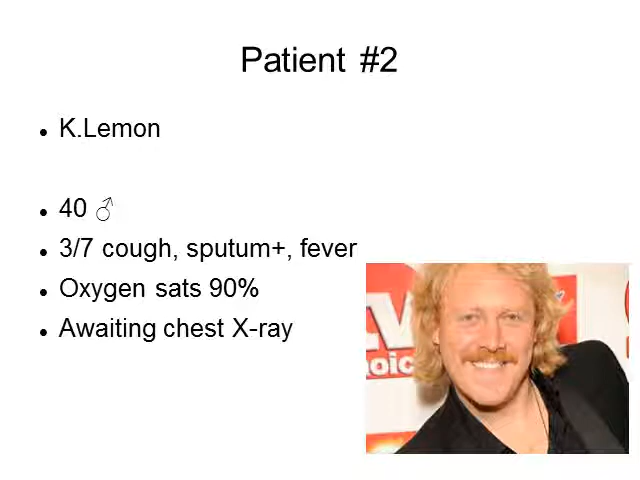 Patient #2
K.Lemon
40 ♂
3/7 cough, sputum+, fever
Oxygen sats 90%
Awaiting chest X-ray